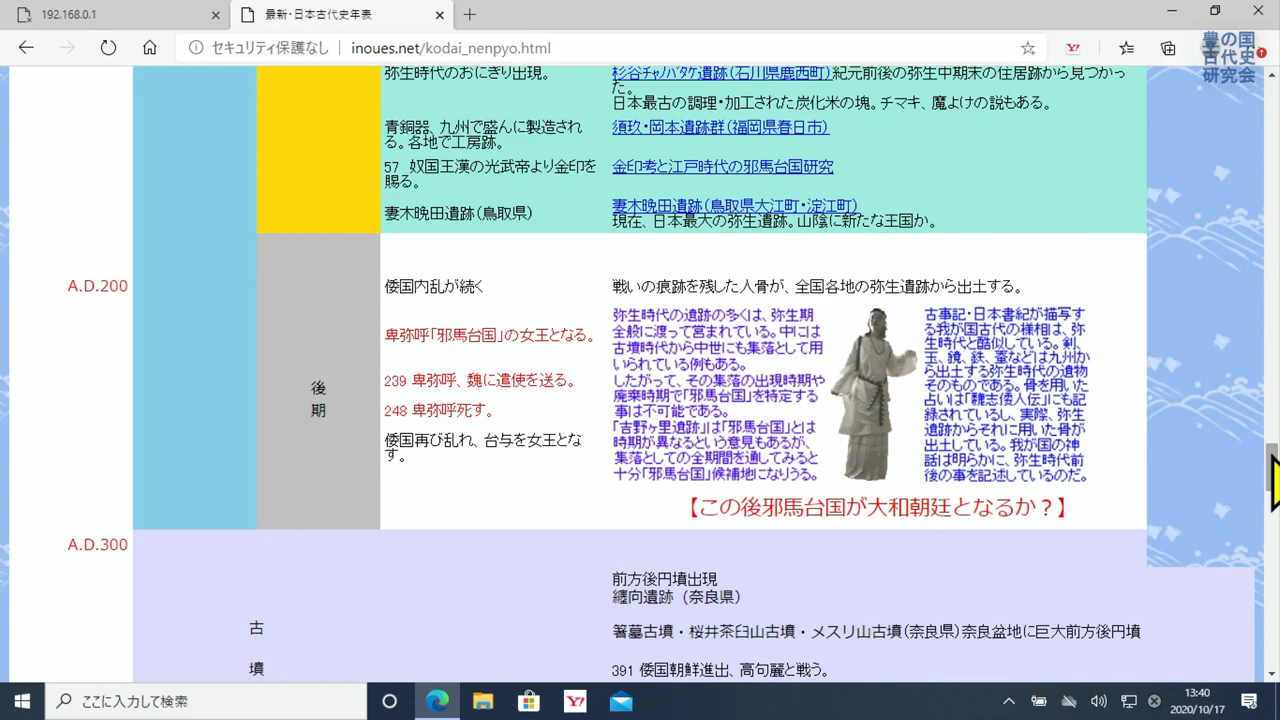 192.168.0.1
最新・日本古代史年表
セキュリティ保護なし
inoues.net/kodai_nenpyo.html
豊の国
古代史
研究会
弥生時代のおにぎり出現。
杉谷チャノバタケ遺跡(石川県鹿西町)紀元前後の弥生中期末の住居跡から見つかっ
た。
日本最古の調理・加工された炭化米の塊。チマキ、魔よけの説もある。
青銅器、九州で盛んに製造され
る。各地で工房跡。
須玖・岡本遺跡群(福岡県春日市)
57 奴国王漢の光武帝より金印を
賜る。
金印考と江戸時代の邪馬台国研究
妻木晩田遺跡(鳥取県)
妻木晩田遺跡(鳥取県大江町・淀江町)
現在、日本最大の弥生遺跡。山陰に新たな王国か。
A.D.200
後
期
倭国内乱が続く
戦いの痕跡を残した人骨が、全国各地の弥生遺跡から出土する。
卑弥呼「邪馬台国」の女王となる。
239 卑弥呼、魏に遣使を送る。
248 卑弥呼死す。
倭国再び乱れ、台与を女王とな
す。
弥生時代の遺跡の多くは、弥生期
全般に渡って営まれている。中には
古墳時代から中世にも集落として用
いられている例もある。
したがって、その集落の出現時期や
廃棄時期で「邪馬台国」を特定する
事は不可能である。
「吉野ヶ里遺跡」は「邪馬台国」とは
時期が異なるという意見もあるが、
集落としての全期間を通してみると
十分「邪馬台国」候補地になりうる。
古事記・日本書紀が描写す
る我が国古代の様相は、弥
生時代と酷似している。剣、
玉、鏡、鉄、蚕などは九州か
ら出土する弥生時代の遺物
そのものである。骨を用いた
占いは「魏志倭人伝」にも記
録されているし、実際、弥生
遺跡からそれに用いた骨が
出土している。我が国の神
話は明らかに、弥生時代前
後の事を記述しているのだ。
【この後邪馬台国が大和朝廷となるか?】
A.D.300
古
墳
前方後円墳出現
纏向遺跡(奈良県)
箸墓古墳・桜井茶臼山古墳・メスリ山古墳(奈良県)奈良盆地に巨大前方後円墳
391 倭国朝鮮進出、高句麗と戦う。
ここに入力して検索
13:40
2020/10/17